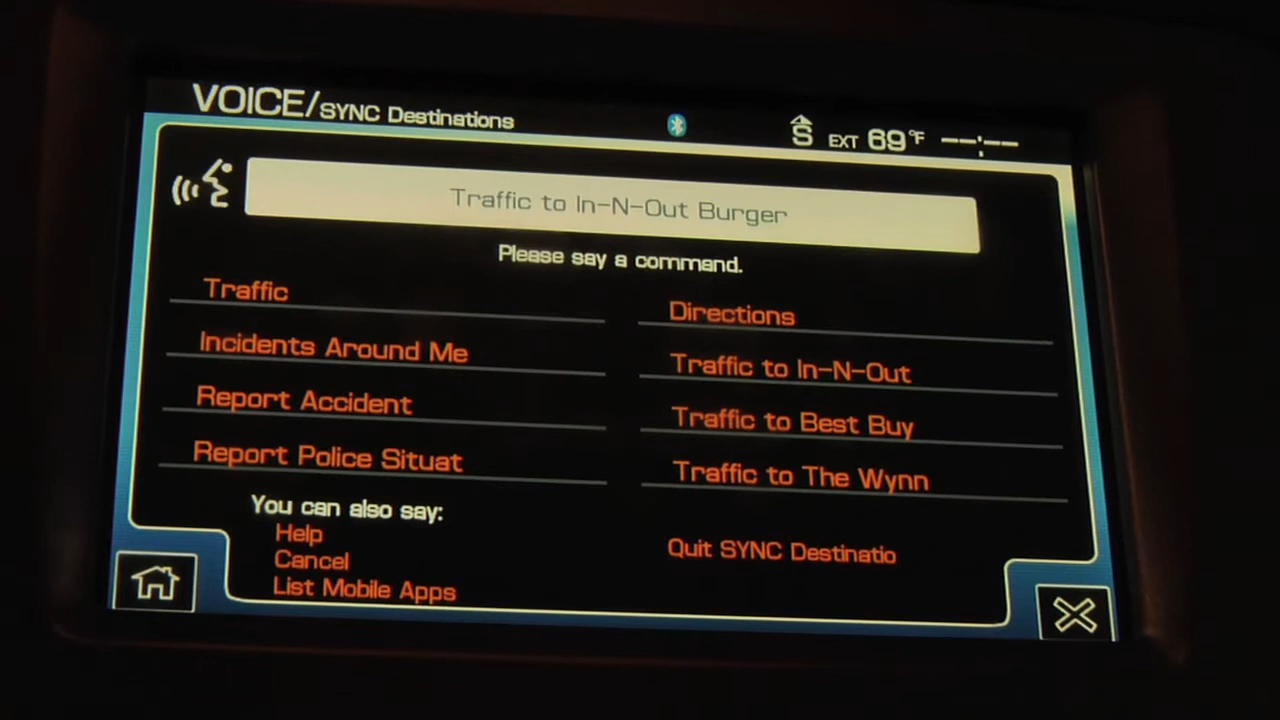 VOICE/SYNC Destinations
S EXT 69°F --:--
Traffic to In-N-Out Burger
Please say a command.
Traffic
Directions
Incidents Around Me
Traffic to In-N-Out
Report Accident
Traffic to Best Buy
Report Police Situat
Traffic to The Wynn
You can also say:
Help
Quit SYNC Destinatio
Cancel
List Mobile Apps